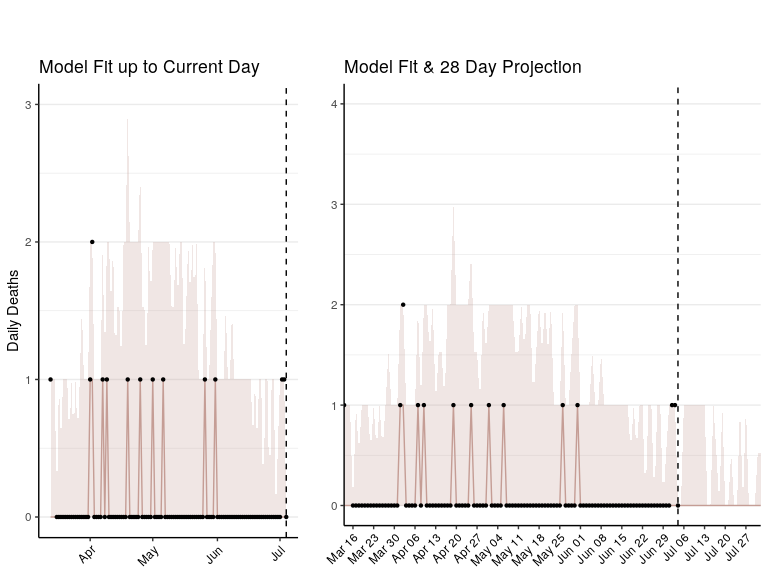 Model Fit up to Current Day
Daily Deaths
3
2
1
0
Apr
May
Jun
Jul
Model Fit & 28 Day Projection
4
3
2
1
0
Mar 16
Mar 23
Mar 30
Apr 06
Apr 13
Apr 20
Apr 27
May 04
May 11
May 18
May 25
Jun 01
Jun 08
Jun 15
Jun 22
Jun 29
Jul 06
Jul 13
Jul 20
Jul 27